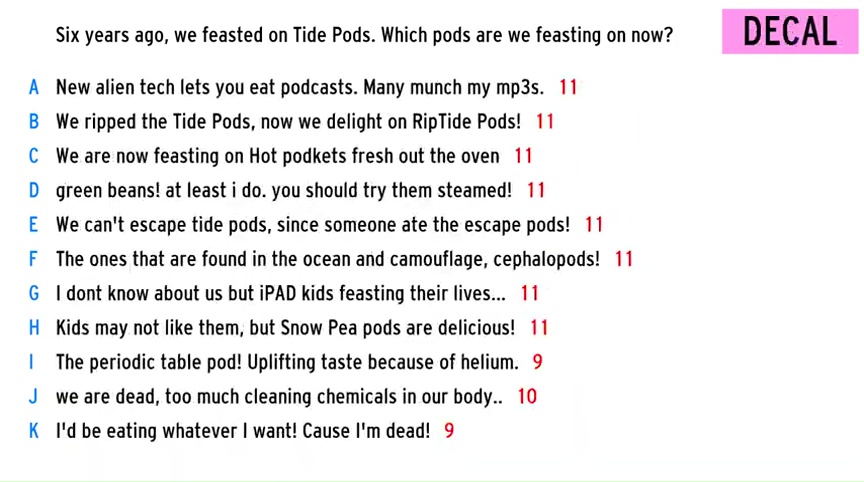 Six years ago, we feasted on Tide Pods. Which pods are we feasting on now?
DECAL
A New alien tech lets you eat podcasts. Many munch my mp3s. 11
B We ripped the Tide Pods, now we delight on RipTide Pods! 11
C We are now feasting on Hot podkets fresh out the oven 11
D green beans! at least i do. you should try them steamed! 11
E We can't escape tide pods, since someone ate the escape pods! 11
F The ones that are found in the ocean and camouflage, cephalopods! 11
G I dont know about us but iPAD kids feasting their lives... 11
H Kids may not like them, but Snow Pea pods are delicious! 11
I The periodic table pod! Uplifting taste because of helium. 9
J we are dead, too much cleaning chemicals in our body.. 10
K I'd be eating whatever I want! Cause I'm dead! 9